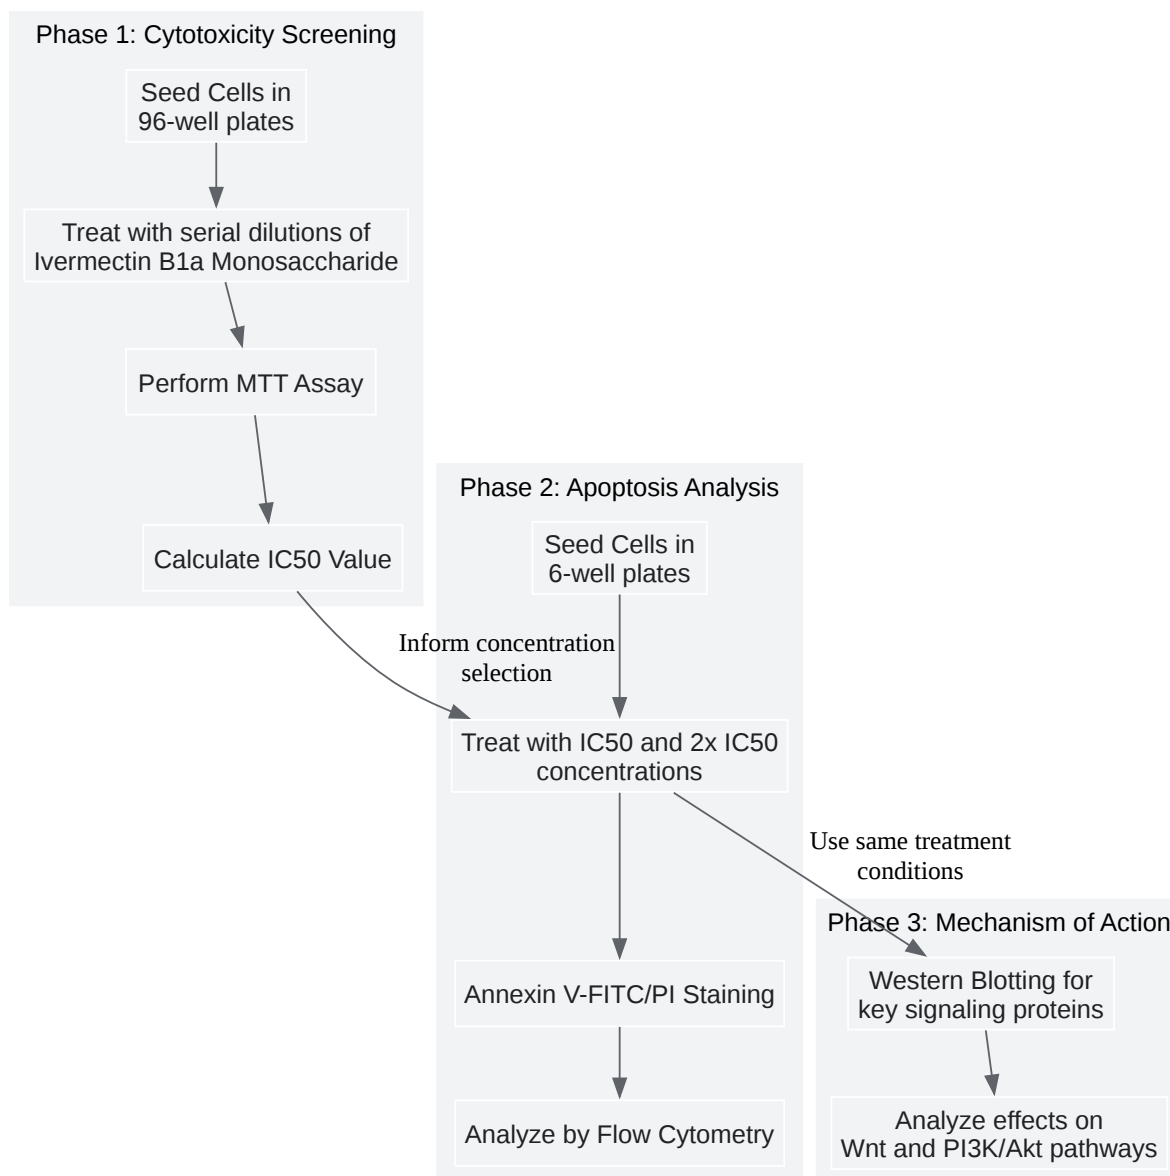 Phase 1: Cytotoxicity Screening
Seed Cells in
96-well plates
Treat with serial dilutions of
Ivermectin B1a Monosaccharide
Perform MTT Assay
Calculate IC50 Value
Phase 2: Apoptosis Analysis
Seed Cells in
6-well plates
Inform concentration
selection
Treat with IC50 and 2x IC50
concentrations
Use same treatment
conditions
Annexin V-FITC/PI Staining
Analyze by Flow Cytometry
Phase 3: Mechanism of Action
Western Blotting for
key signaling proteins
Analyze effects on
Wnt and PI3K/Akt pathways